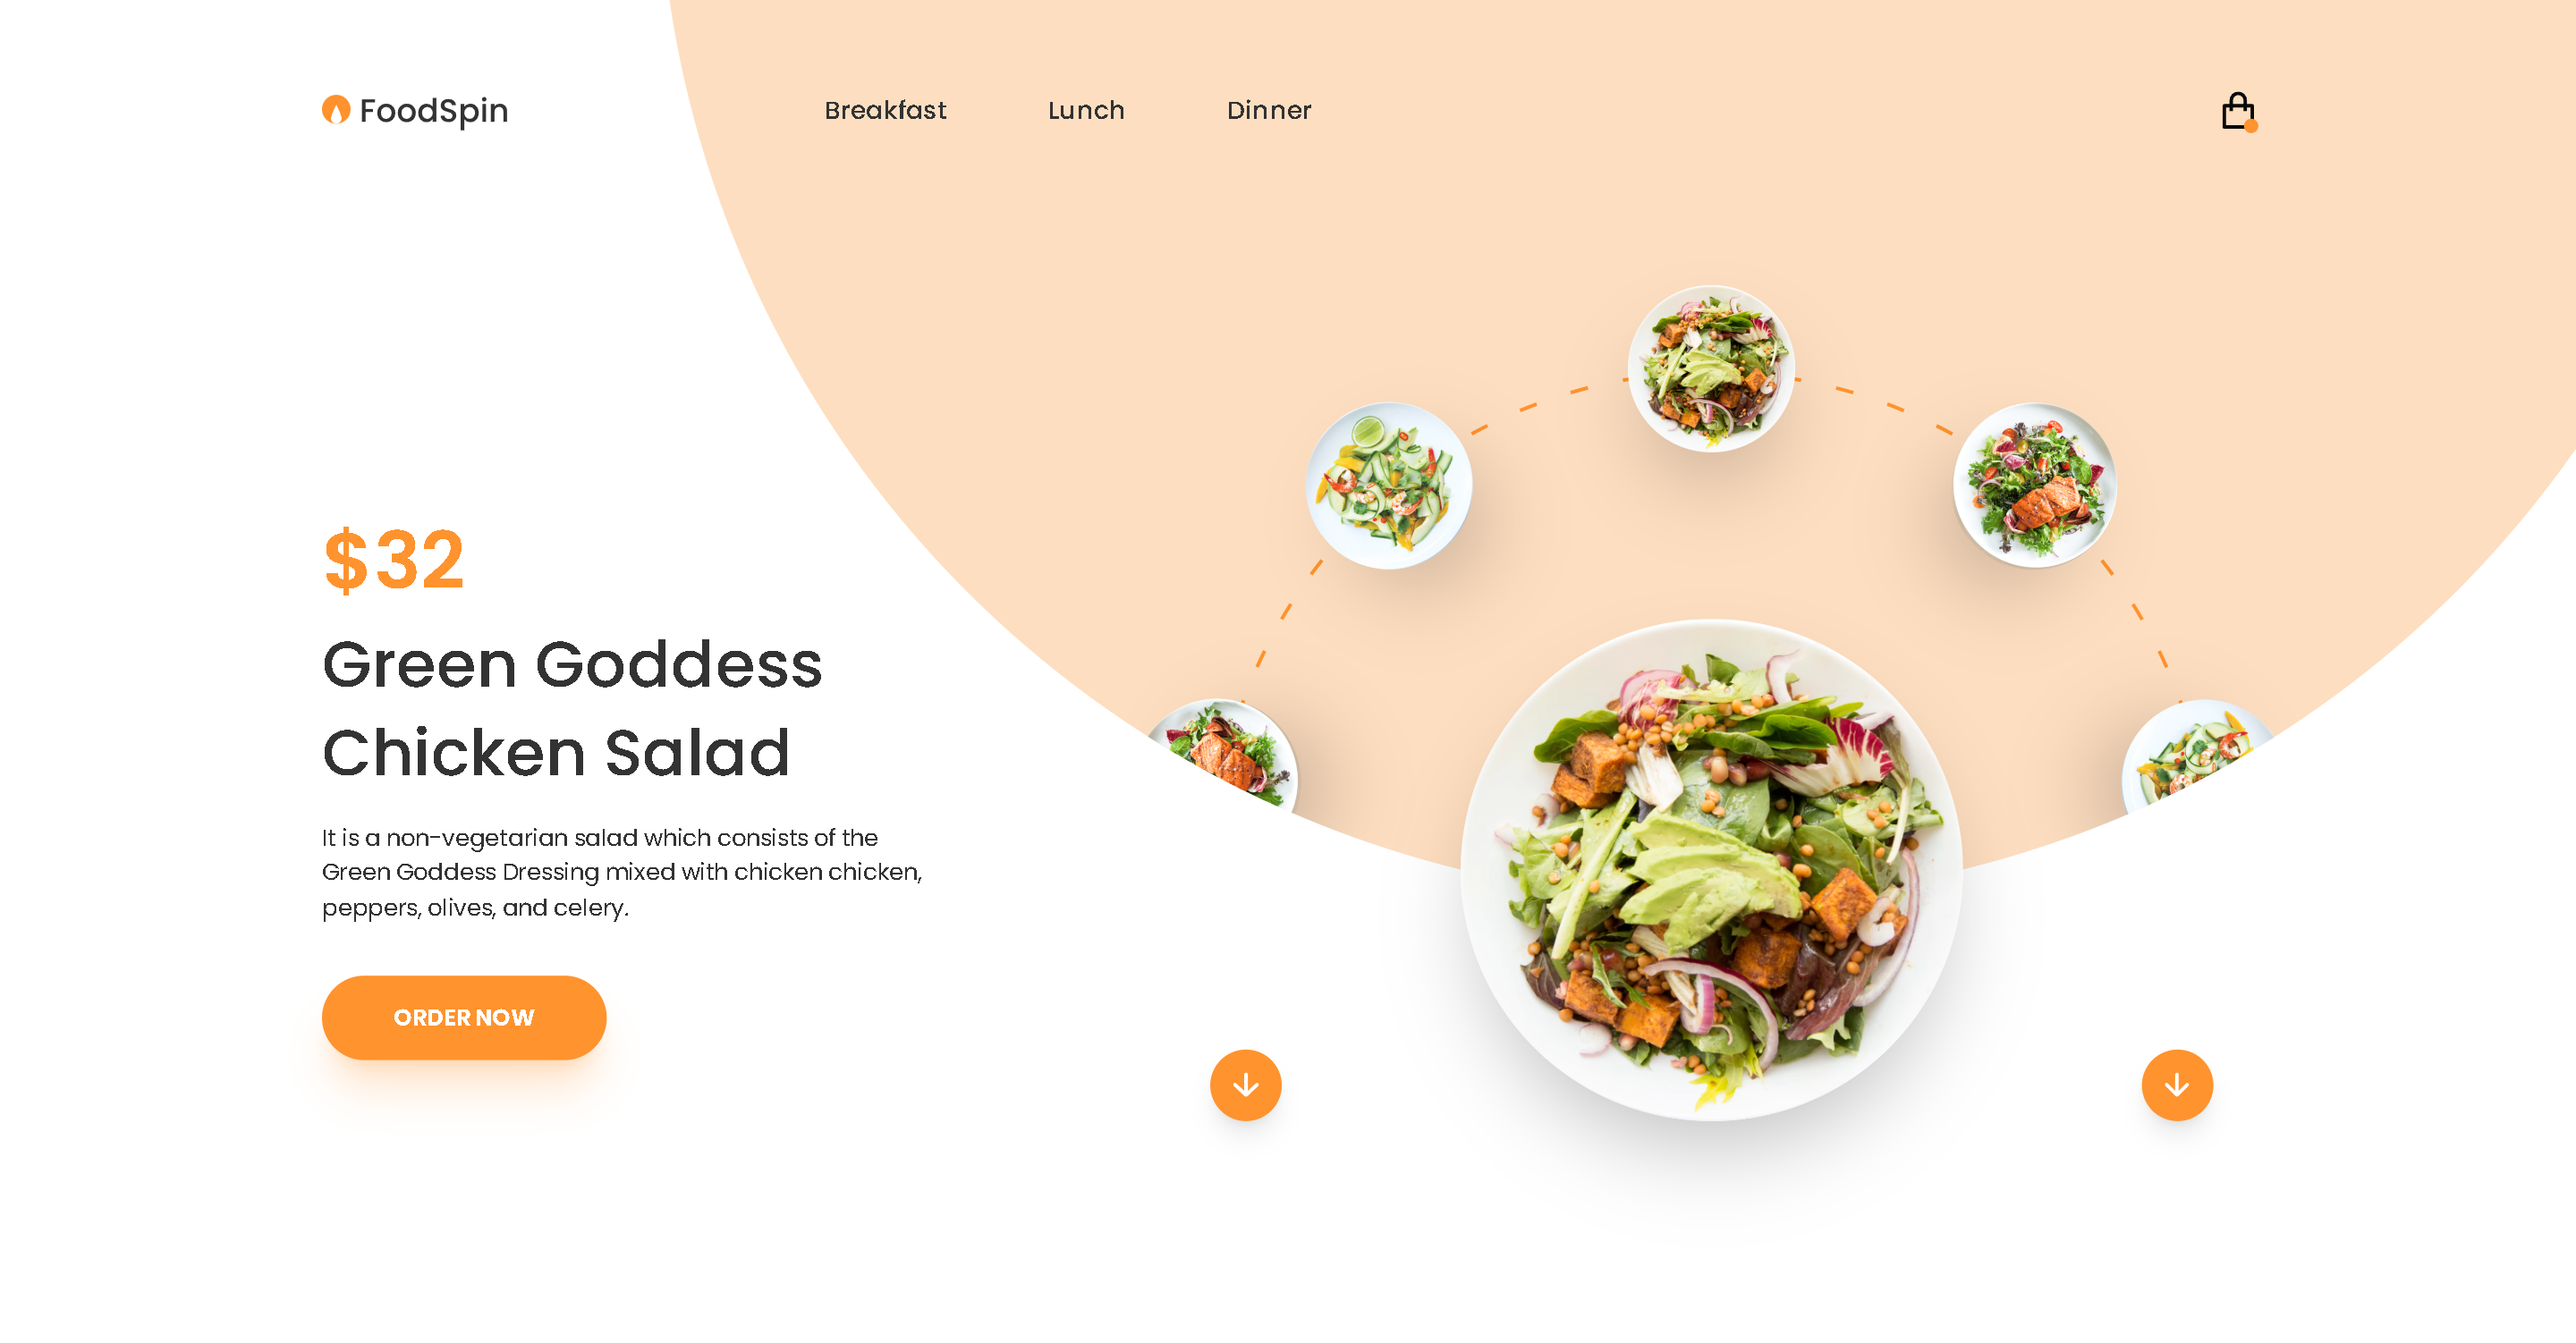 FoodSpin
Breakfast
Lunch
Dinner
$32
Green Goddess
Chicken Salad
It is a non-vegetarian salad which consists of the
Green Goddess Dressing mixed with chicken chicken,
peppers, olives, and celery.
ORDER NOW